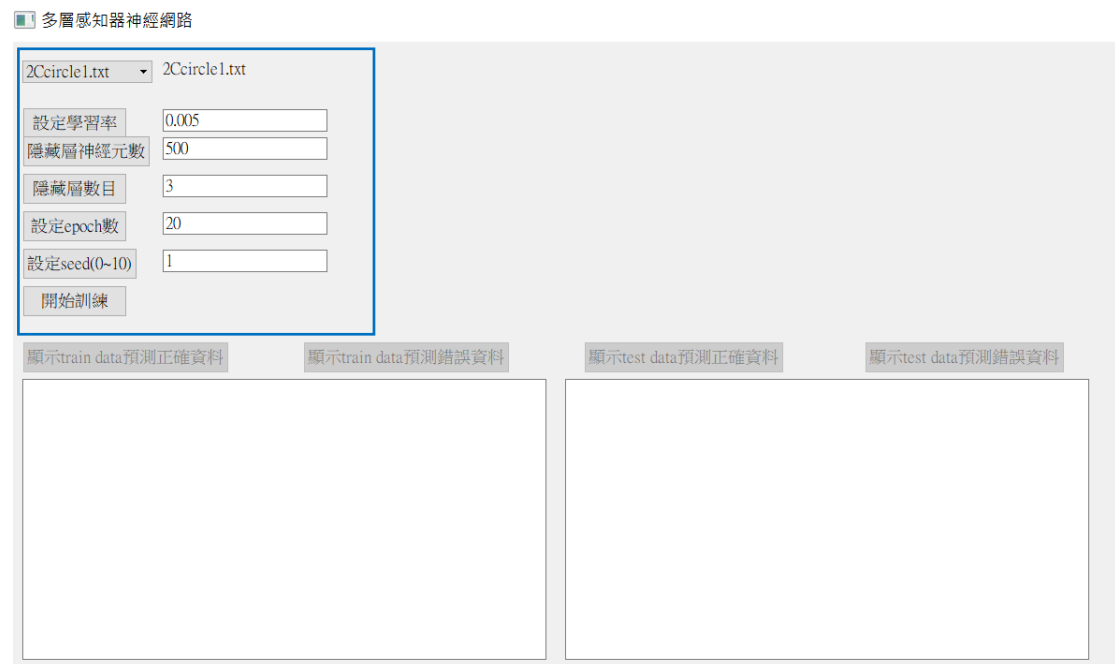 多層感知器神經網路
2Ccircle1.txt 2Ccircle1.txt
設定學習率 0.005
隱藏層神經元數 500
隱藏層數目 3
設定epoch數 20
設定seed(0~10) 1
開始訓練
顯示train data預測正確資料 顯示train data預測錯誤資料 顯示test data預測正確資料 顯示test data預測錯誤資料